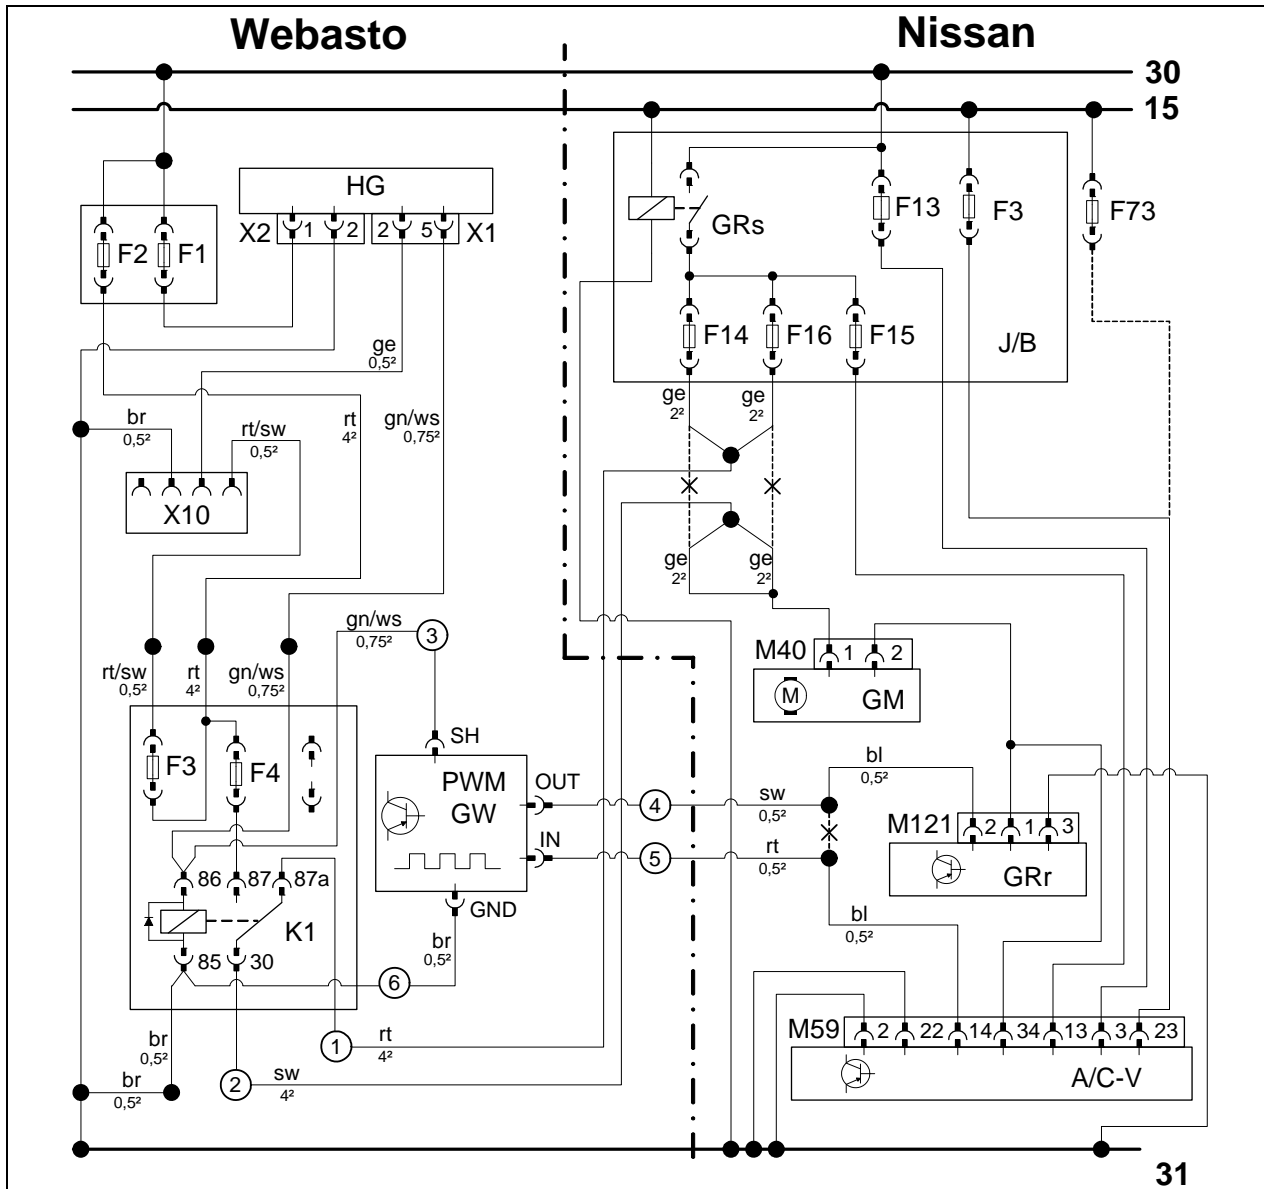 Webasto
Nissan
30
15
HG
X2
1
2
2
5
X1
F2
F1
GRs
F13
F3
F73
F14
F16
F15
J/B
ge
0,5²
br
0,5²
rt/sw
0,5²
rt
4²
gn/ws
0,75²
ge
2²
ge
2²
X10
ge
2²
ge
2²
gn/ws
0,75²
3
rt/sw
0,5²
rt
4²
gn/ws
0,75²
M40
1
2
M
GM
F3
F4
SH
PWM
GW
OUT
IN
GND
4
sw
0,5²
5
rt
0,5²
bl
0,5²
M121
2
1
3
GRr
86
87
87a
K1
85
30
br
0,5²
6
bl
0,5²
br
0,5²
1
rt
4²
br
0,5²
2
sw
4²
M59
2
22
14
34
13
3
23
A/C-V
31